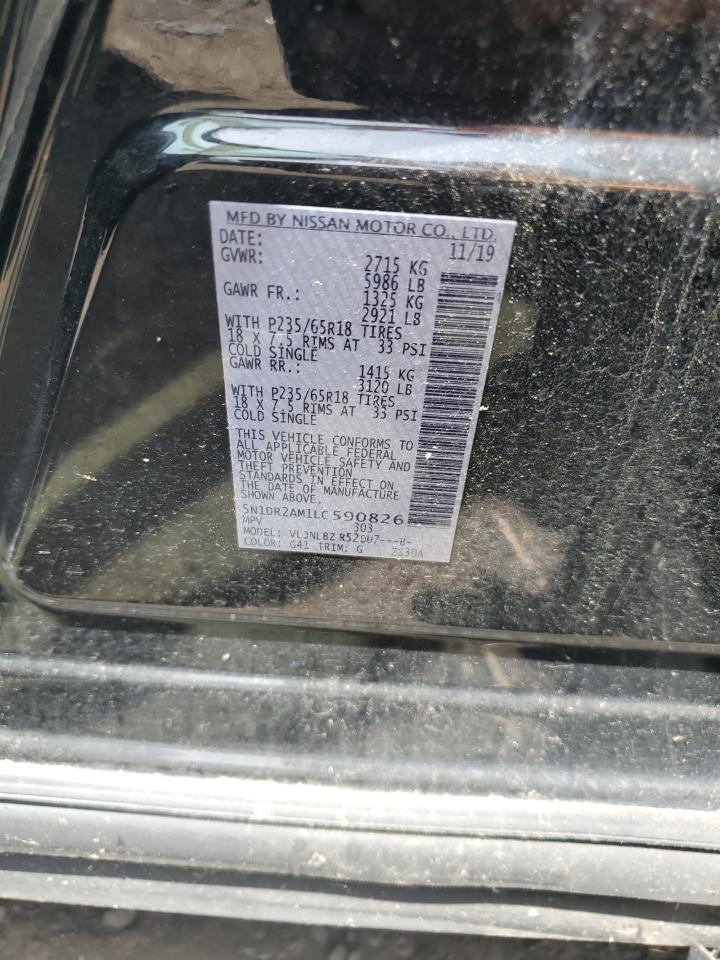 MFD BY NISSAN MOTOR CO., LTD.
DATE: 11/19
GVWR: 2715 KG
5986 LB
GAWR FR.: 1325 KG
2921 LB
WITH P235/65R18 TIRES
18 X 7.5 RIMS AT 33 PSI
COLD SINGLE
GAWR RR.: 1415 KG
3120 LB
WITH P235/65R18 TIRES
18 X 7.5 RIMS AT 33 PSI
COLD SINGLE
THIS VEHICLE CONFORMS TO
ALL APPLICABLE FEDERAL
MOTOR VEHICLE SAFETY AND
THEFT PREVENTION
STANDARDS IN EFFECT ON
THE DATE OF MANUFACTURE
SHOWN ABOVE.
5N1DR2AM1LC590826
MPV 303
MODEL: VLJNLBZ
COLOR: G41 TRIM: G